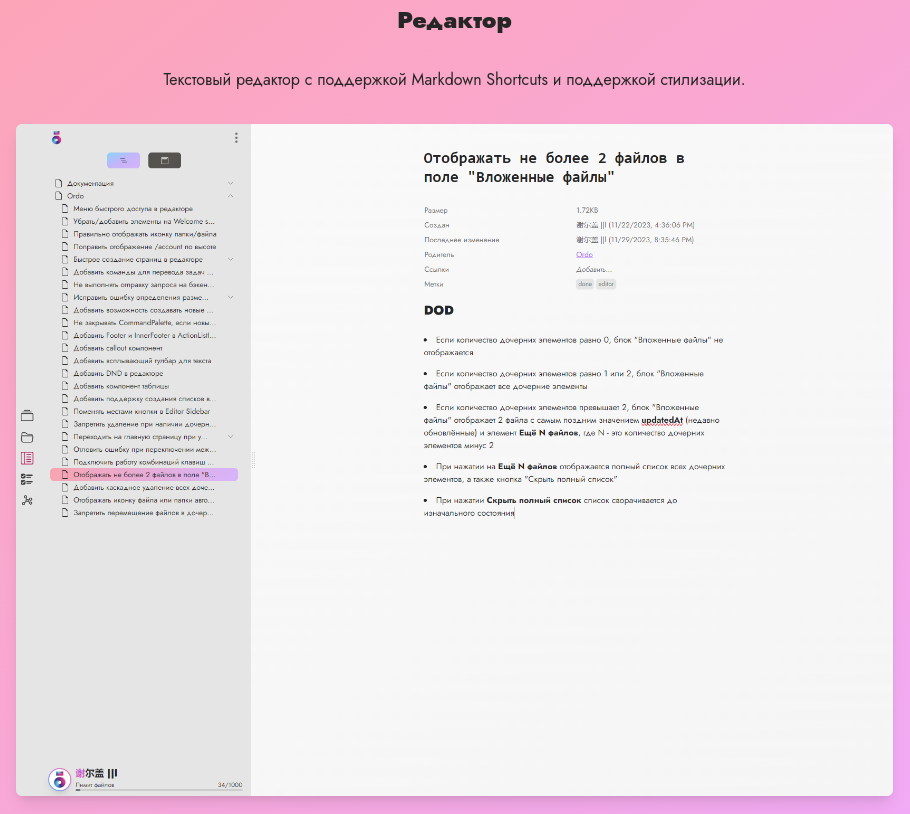 Редактор
Текстовый редактор с поддержкой Markdown Shortcuts и поддержкой стилизации.
Документация
Ordo
Меню быстрого доступа в редакторе
Убрать/добавить элементы на Welcome s...
Правильно отображать иконку папки/файла
Поправить отображение /account по высоте
Быстрое создание страниц в редакторе
Добавить команды для перевода задач ...
Не выполнять отправку запроса на бэкен...
Исправить ошибку определения разме...
Добавить возможность создавать новые ...
Не закрывать CommandPalette, если новы...
Добавить Footer и InnerFooter в ActionListI...
Добавить callout компонент
Добавить всплывающий тулбар для текста
Добавить DND в редакторе
Добавить компонент таблицы
Добавить поддержку создания списков в...
Поменять местами кнопки в Editor Sidebar
Запретить удаление при наличии дочерн...
Переходить на главную страницу при у...
Отловить ошибку при переключении меж...
Подключить работу комбинаций клавиш ...
Отображать не более 2 файлов в поле "В...
Добавить каскадное удаление всех доче...
Отображать иконку файла или папки авто...
Запретить перемещение файлов в дочер...
谢尔盖 |||
Лимит файлов 34/1000
Отображать не более 2 файлов в
поле "Вложенные файлы"
Размер 1.72KB
Создан 谢尔盖 ||| (11/22/2023, 4:36:06 PM)
Последнее изменение 谢尔盖 ||| (11/29/2023, 8:35:46 PM)
Родитель Ordo
Ссылки Добавить...
Метки done editor
DOD
• Если количество дочерних элементов равно 0, блок "Вложенные файлы" не
отображается
• Если количество дочерних элементов равно 1 или 2, блок "Вложенные
файлы" отображает все дочерние элементы
• Если количество дочерних элементов превышает 2, блок "Вложенные
файлы" отображает 2 файла с самым поздним значением updatedAt (недавно
обновлённые) и элемент Ещё N файлов, где N - это количество дочерних
элементов минус 2
• При нажатии на Ещё N файлов отображается полный список всех дочерних
элементов, а также кнопка "Скрыть полный список"
• При нажатии Скрыть полный список список сворачивается до
изначального состояния